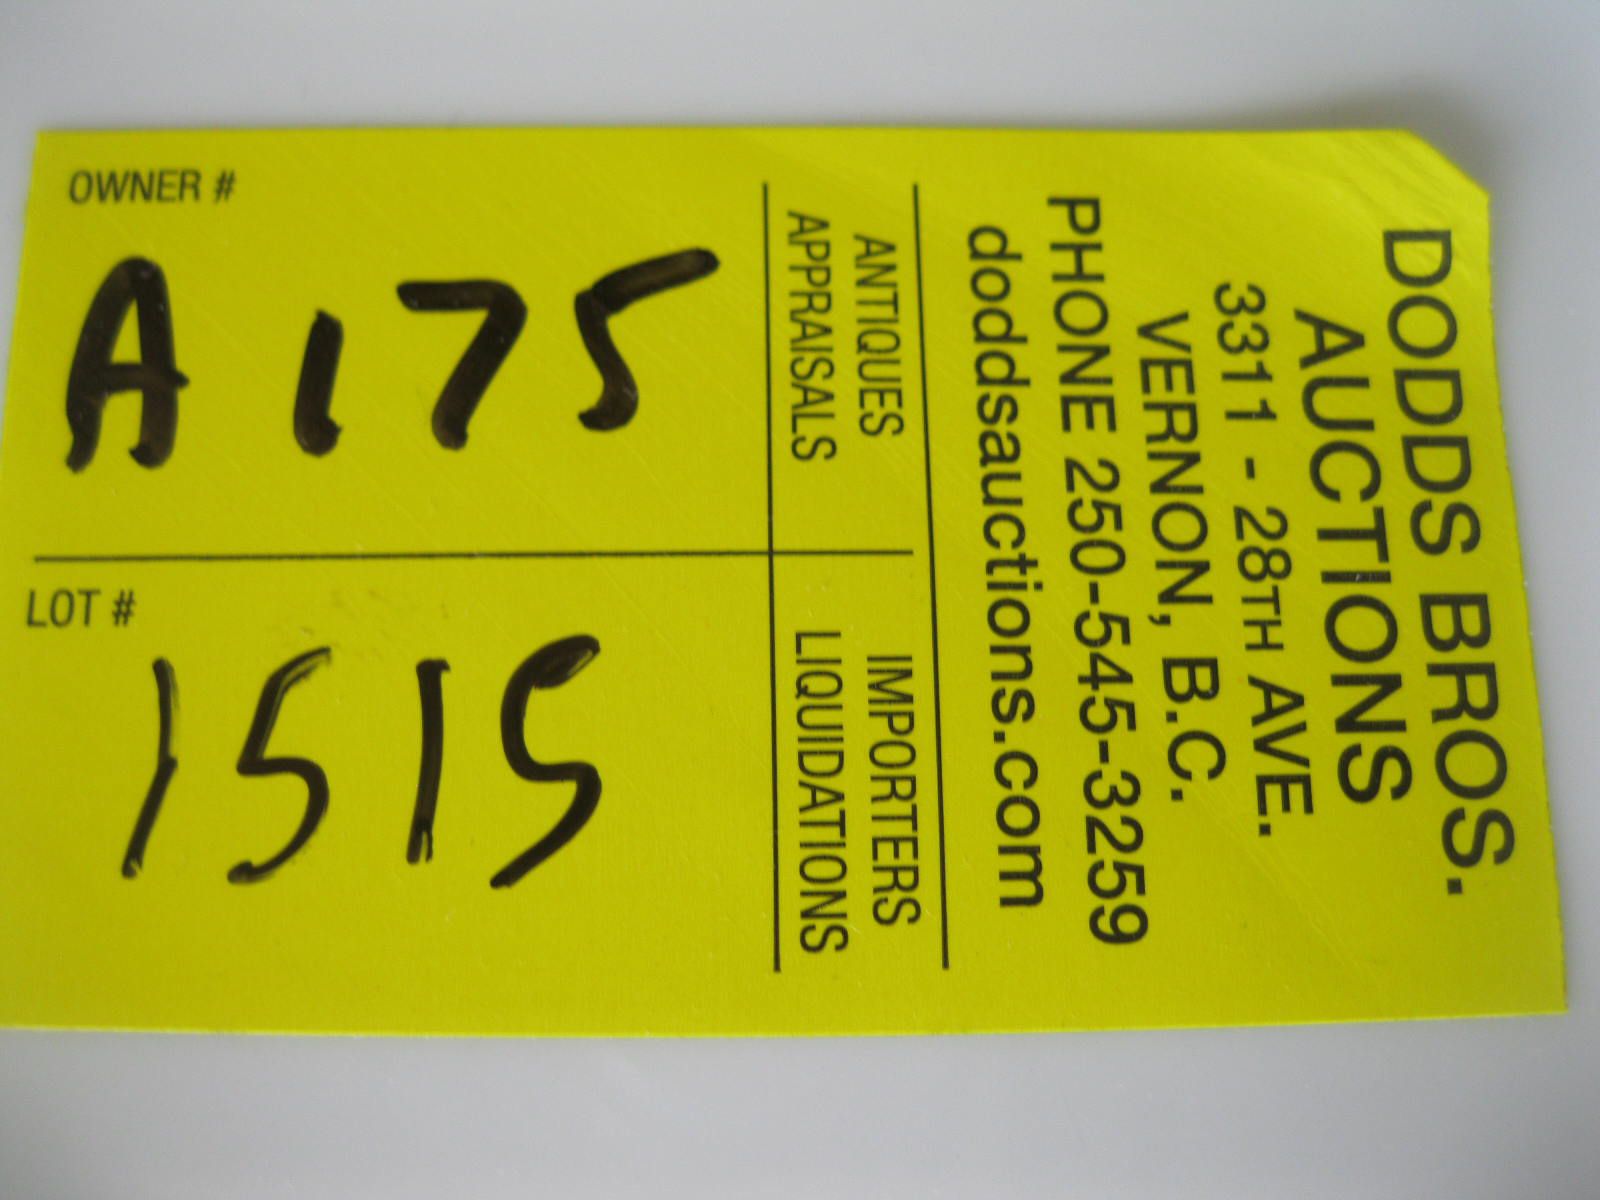 DODDS BROS.
AUCTIONS
3311 - 28TH AVE.
VERNON, B.C.
PHONE 250-545-3259
doddsauctions.com
ANTIQUES IMPORTERS
APPRAISALS LIQUIDATIONS
OWNER #
A175
LOT #
1515